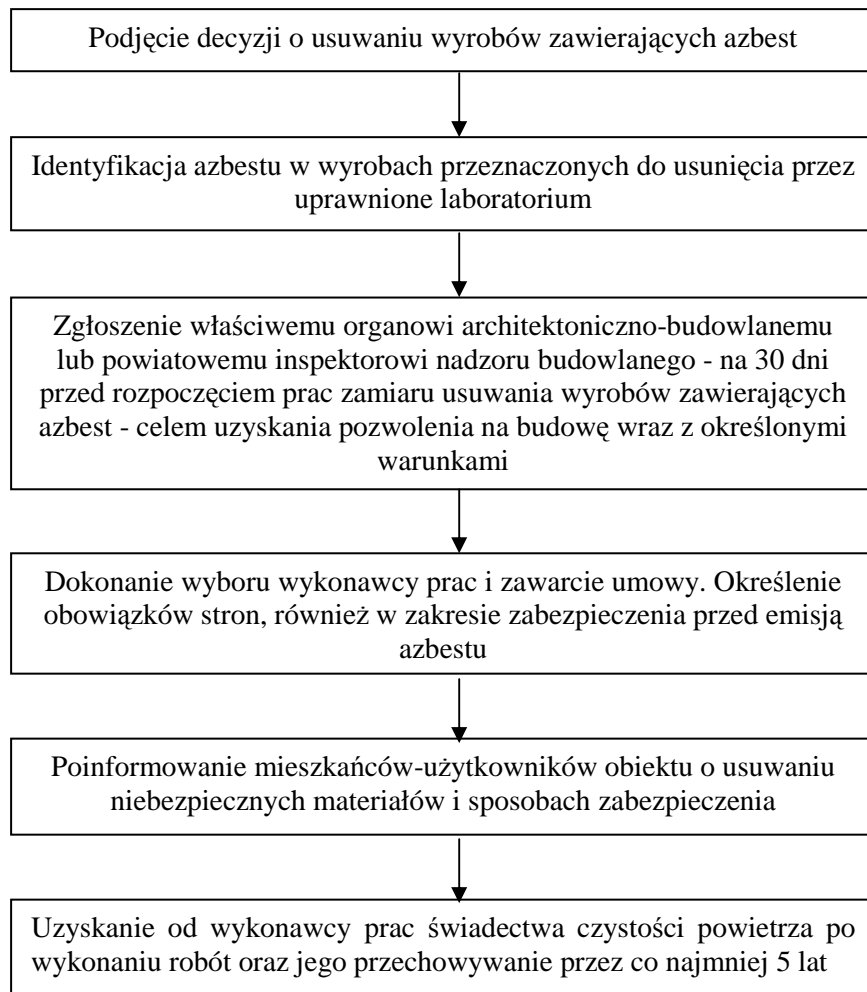 Podjęcie decyzji o usuwaniu wyrobów zawierających azbest
Identyfikacja azbestu w wyrobach przeznaczonych do usunięcia przez
uprawnione laboratorium
Zgłoszenie właściwemu organowi architektoniczno-budowlanemu
lub powiatowemu inspektorowi nadzoru budowlanego - na 30 dni
przed rozpoczęciem prac zamiaru usuwania wyrobów zawierających
azbest - celem uzyskania pozwolenia na budowę wraz z określonymi
warunkami
Dokonanie wyboru wykonawcy prac i zawarcie umowy. Określenie
obowiązków stron, również w zakresie zabezpieczenia przed emisją
azbestu
Poinformowanie mieszkańców-użytkowników obiektu o usuwaniu
niebezpiecznych materiałów i sposobach zabezpieczenia
Uzyskanie od wykonawcy prac świadectwa czystości powietrza po
wykonaniu robót oraz jego przechowywanie przez co najmniej 5 lat